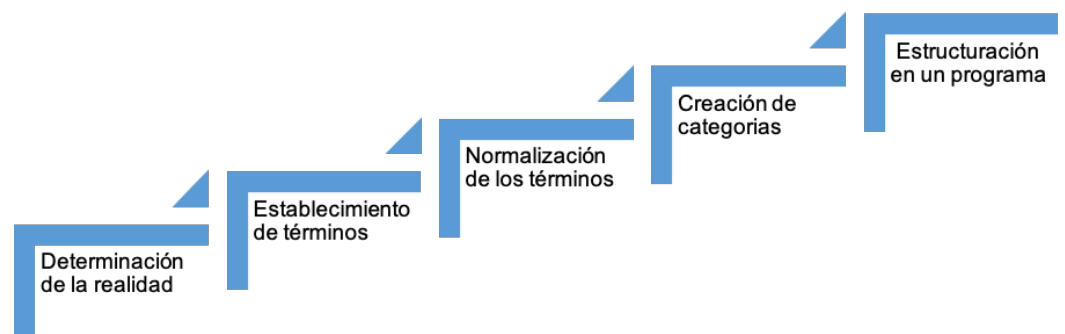 Determinación
de la realidad
Establecimiento
de términos
Normalización
de los términos
Creación de
categorias
Estructuración
en un programa